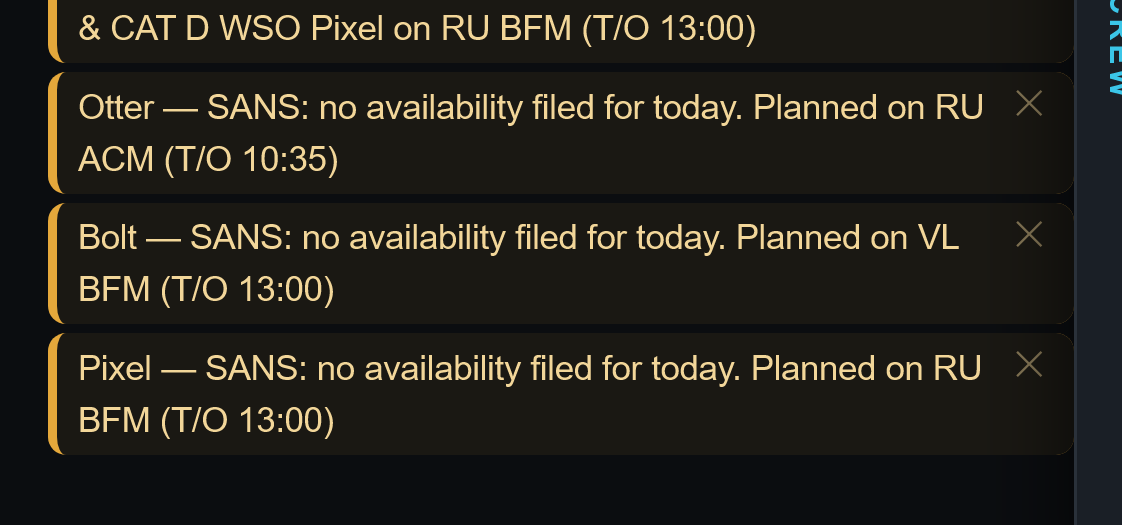 & CAT D WSO Pixel on RU BFM (T/O 13:00)
Otter — SANS: no availability filed for today. Planned on RU
ACM (T/O 10:35)
Bolt — SANS: no availability filed for today. Planned on VL
BFM (T/O 13:00)
Pixel — SANS: no availability filed for today. Planned on RU
BFM (T/O 13:00)
CREW